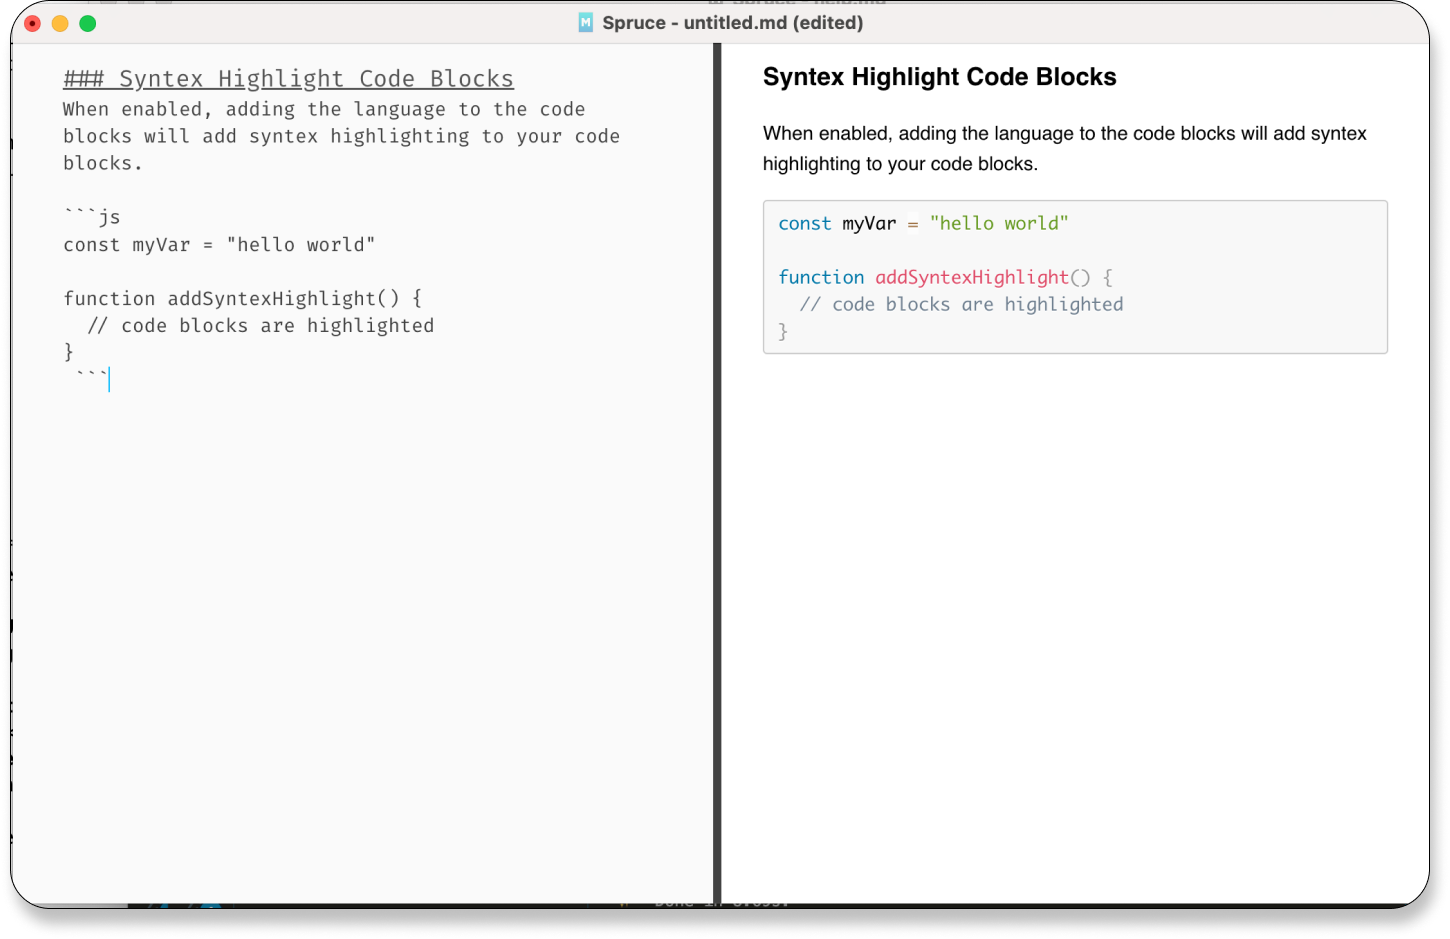 Spruce - untitled.md (edited)
### Syntex Highlight Code Blocks
When enabled, adding the language to the code
blocks will add syntex highlighting to your code
blocks.
```js
const myVar = "hello world"
function addSyntexHighlight() {
  // code blocks are highlighted
}
 ```
Syntex Highlight Code Blocks
When enabled, adding the language to the code blocks will add syntex
highlighting to your code blocks.
const myVar = "hello world"
function addSyntexHighlight() {
  // code blocks are highlighted
}